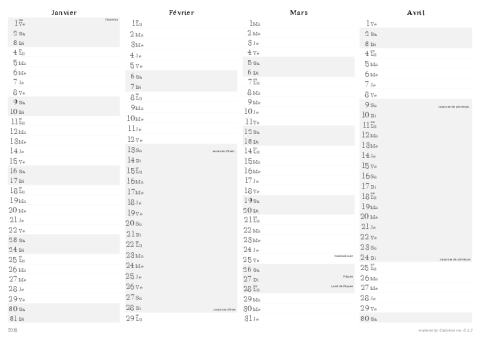 Janvier
1 Ve
2 Sa
3 Di
4 Lu
5 Ma
6 Me
7 Je
8 Ve
9 Sa
10 Di
11 Lu
12 Ma
13 Me
14 Je
15 Ve
16 Sa
17 Di
18 Lu
19 Ma
20 Me
21 Je
22 Ve
23 Sa
24 Di
25 Lu
26 Ma
27 Me
28 Je
29 Ve
30 Sa
31 Di
Février
1 Lu
2 Ma
3 Me
4 Je
5 Ve
6 Sa
7 Di
8 Lu
9 Ma
10 Me
11 Je
12 Ve
13 Sa
14 Di
15 Lu
16 Ma
17 Me
18 Je
19 Ve
20 Sa
21 Di
22 Lu
23 Ma
24 Me
25 Je
26 Ve
27 Sa
28 Di
29 Lu
Mars
1 Ma
2 Me
3 Je
4 Ve
5 Sa
6 Di
7 Lu
8 Ma
9 Me
10 Je
11 Ve
12 Sa
13 Di
14 Lu
15 Ma
16 Me
17 Je
18 Ve
19 Sa
20 Di
21 Lu
22 Ma
23 Me
24 Je
25 Ve
26 Sa
27 Di Pâques
28 Lu Lundi de Pâques
29 Ma
30 Me
31 Je
Avril
1 Ve
2 Sa
3 Di
4 Lu
5 Ma
6 Me
7 Je
8 Ve
9 Sa vacances de printemps
10 Di
11 Lu
12 Ma
13 Me
14 Je
15 Ve
16 Sa
17 Di
18 Lu
19 Ma
20 Me
21 Je
22 Ve
23 Sa
24 Di vacances de printemps
25 Lu
26 Ma
27 Me
28 Je
29 Ve
30 Sa
2016